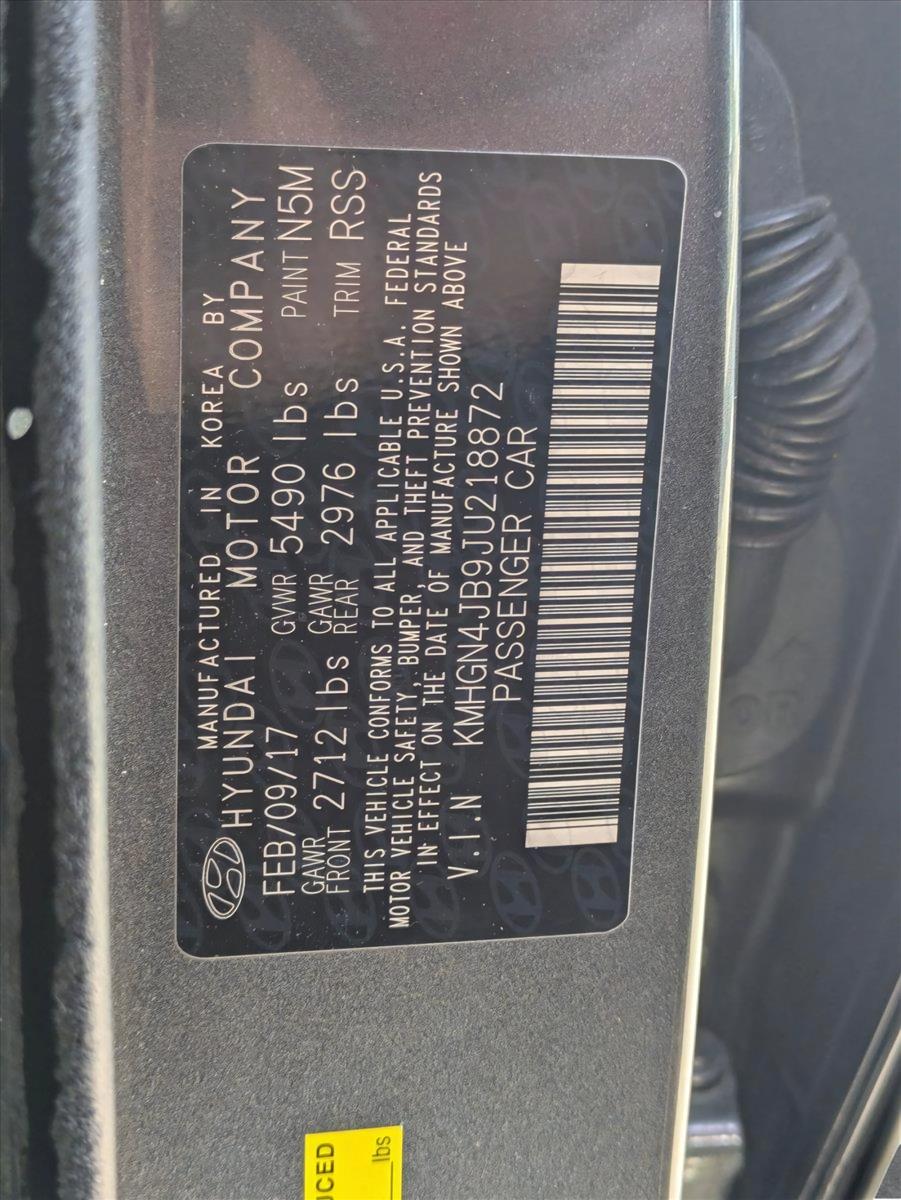 MANUFACTURED IN KOREA BY
HYUNDAI MOTOR COMPANY
FEB/09/17 GVWR 5490 lbs PAINT N5M
GAWR FRONT 2712 lbs GAWR REAR 2976 lbs TRIM RSS
THIS VEHICLE CONFORMS TO ALL APPLICABLE U.S.A. FEDERAL
MOTOR VEHICLE SAFETY, BUMPER, AND THEFT PREVENTION STANDARDS
IN EFFECT ON THE DATE OF MANUFACTURE SHOWN ABOVE
V.I.N KMHGN4JB9JU218872
PASSENGER CAR
UCED
lbs